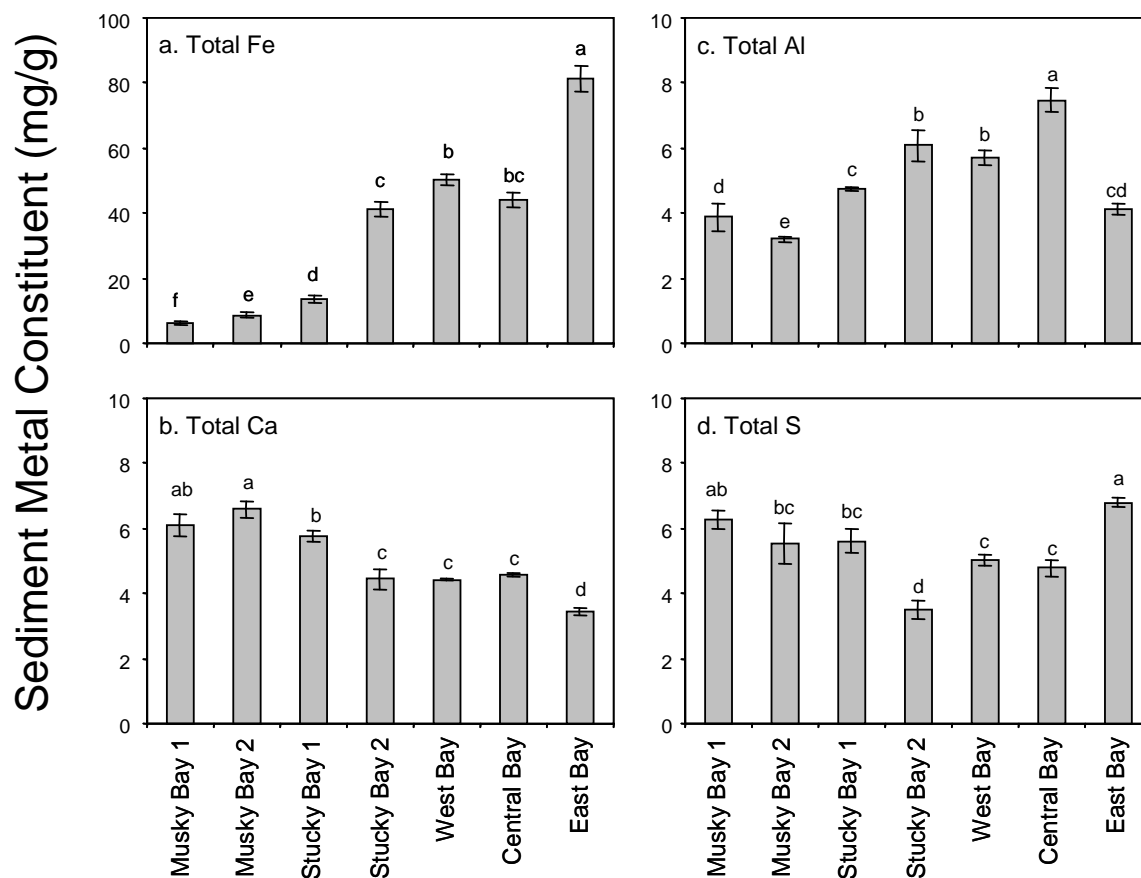 Sediment Metal Constituent (mg/g)
a. Total Fe
100
80
60
40
20
0
f
e
d
c
b
bc
a
c. Total Al
10
8
6
4
2
0
d
e
c
b
b
a
cd
b. Total Ca
10
8
6
4
2
0
ab
a
b
c
c
c
d
Musky Bay 1
Musky Bay 2
Stucky Bay 1
Stucky Bay 2
West Bay
Central Bay
East Bay
d. Total S
10
8
6
4
2
0
ab
bc
bc
d
c
c
a
Musky Bay 1
Musky Bay 2
Stucky Bay 1
Stucky Bay 2
West Bay
Central Bay
East Bay